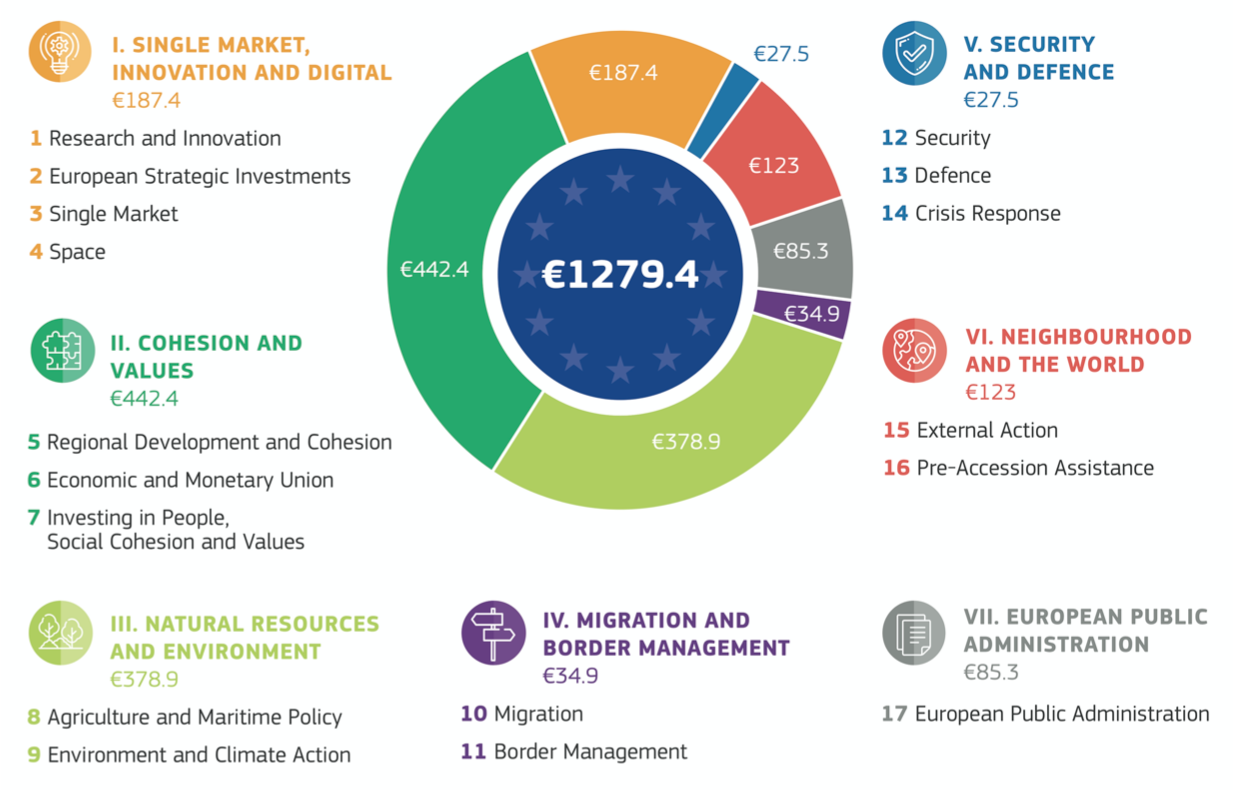 I. SINGLE MARKET,
INNOVATION AND DIGITAL
€187.4
1 Research and Innovation
2 European Strategic Investments
3 Single Market
4 Space
II. COHESION AND
VALUES
€442.4
5 Regional Development and Cohesion
6 Economic and Monetary Union
7 Investing in People,
Social Cohesion and Values
III. NATURAL RESOURCES
AND ENVIRONMENT
€378.9
8 Agriculture and Maritime Policy
9 Environment and Climate Action
€187.4
€27.5
€123
€85.3
€34.9
€378.9
€442.4
€1279.4
IV. MIGRATION AND
BORDER MANAGEMENT
€34.9
10 Migration
11 Border Management
V. SECURITY
AND DEFENCE
€27.5
12 Security
13 Defence
14 Crisis Response
VI. NEIGHBOURHOOD
AND THE WORLD
€123
15 External Action
16 Pre-Accession Assistance
VII. EUROPEAN PUBLIC
ADMINISTRATION
€85.3
17 European Public Administration